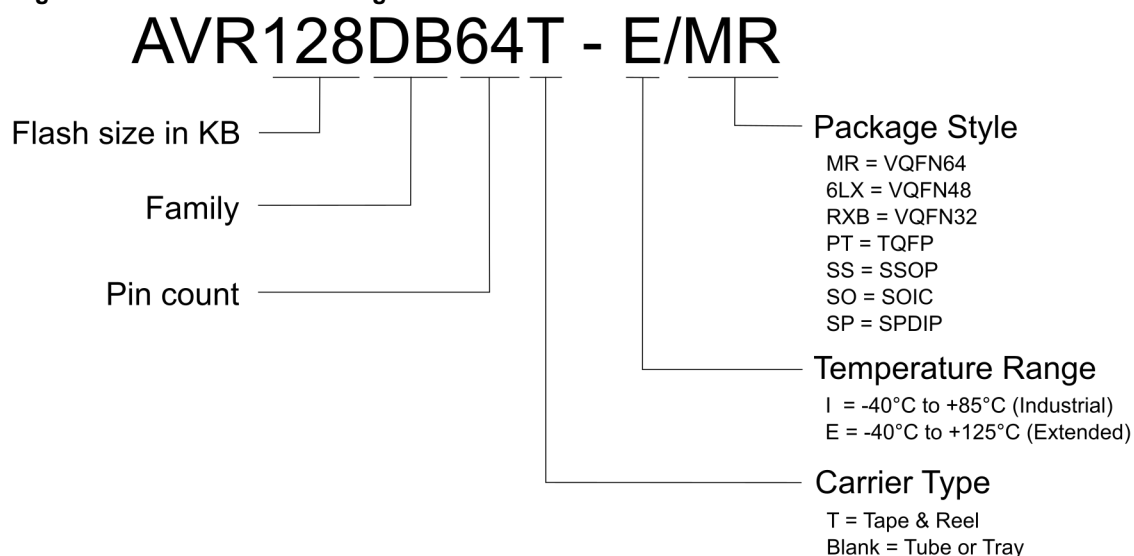 AVR128DB64T - E/MR
Flash size in KB
Family
Pin count
Package Style
MR = VQFN64
6LX = VQFN48
RXB = VQFN32
PT = TQFP
SS = SSOP
SO = SOIC
SP = SPDIP
Temperature Range
I = -40°C to +85°C (Industrial)
E = -40°C to +125°C (Extended)
Carrier Type
T = Tape & Reel
Blank = Tube or Tray